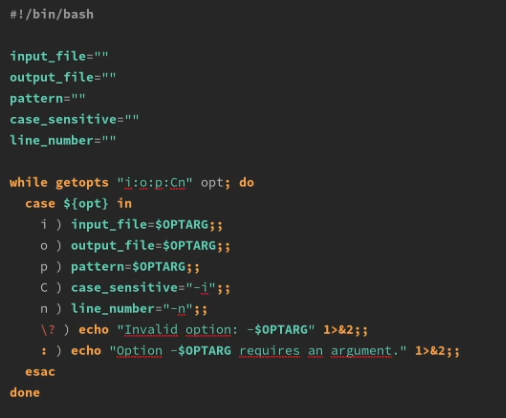 #!/bin/bash
input_file=""
output_file=""
pattern=""
case_sensitive=""
line_number=""
while getopts "i:o:p:Cn" opt; do
case ${opt} in
i ) input_file=$OPTARG;;
o ) output_file=$OPTARG;;
p ) pattern=$OPTARG;;
C ) case_sensitive="-i";;
n ) line_number="-n";;
\? ) echo "Invalid option: -$OPTARG" 1>&2;;
: ) echo "Option -$OPTARG requires an argument." 1>&2;;
esac
done